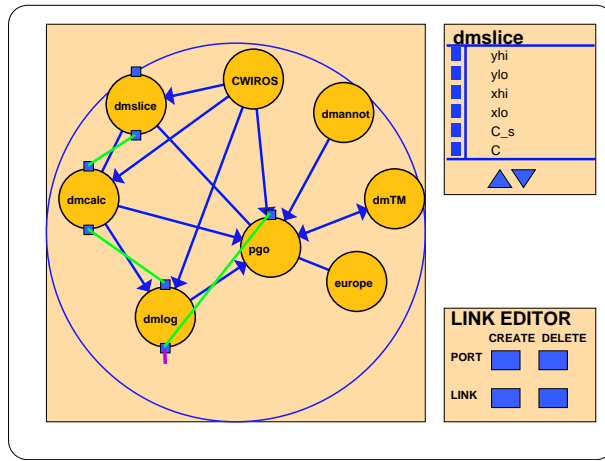 CWIROS
dmslice
dmannot
dmcalc
dmTM
pgo
europe
dmlog
dmslice
yhi
ylo
xhi
xlo
C_s
C
LINK EDITOR
CREATE DELETE
PORT
LINK